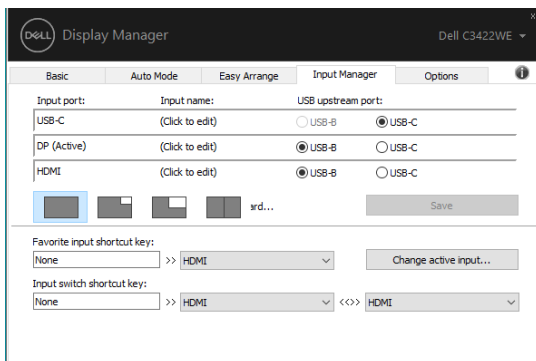 DELL Display Manager Dell C3422WE
Basic Auto Mode Easy Arrange Input Manager Options
Input port: Input name: USB upstream port:
USB-C (Click to edit) USB-B USB-C
DP (Active) (Click to edit) USB-B USB-C
HDMI (Click to edit) USB-B USB-C
ard... Save
Favorite input shortcut key:
None >> HDMI Change active input...
Input switch shortcut key:
None >> HDMI <<>> HDMI